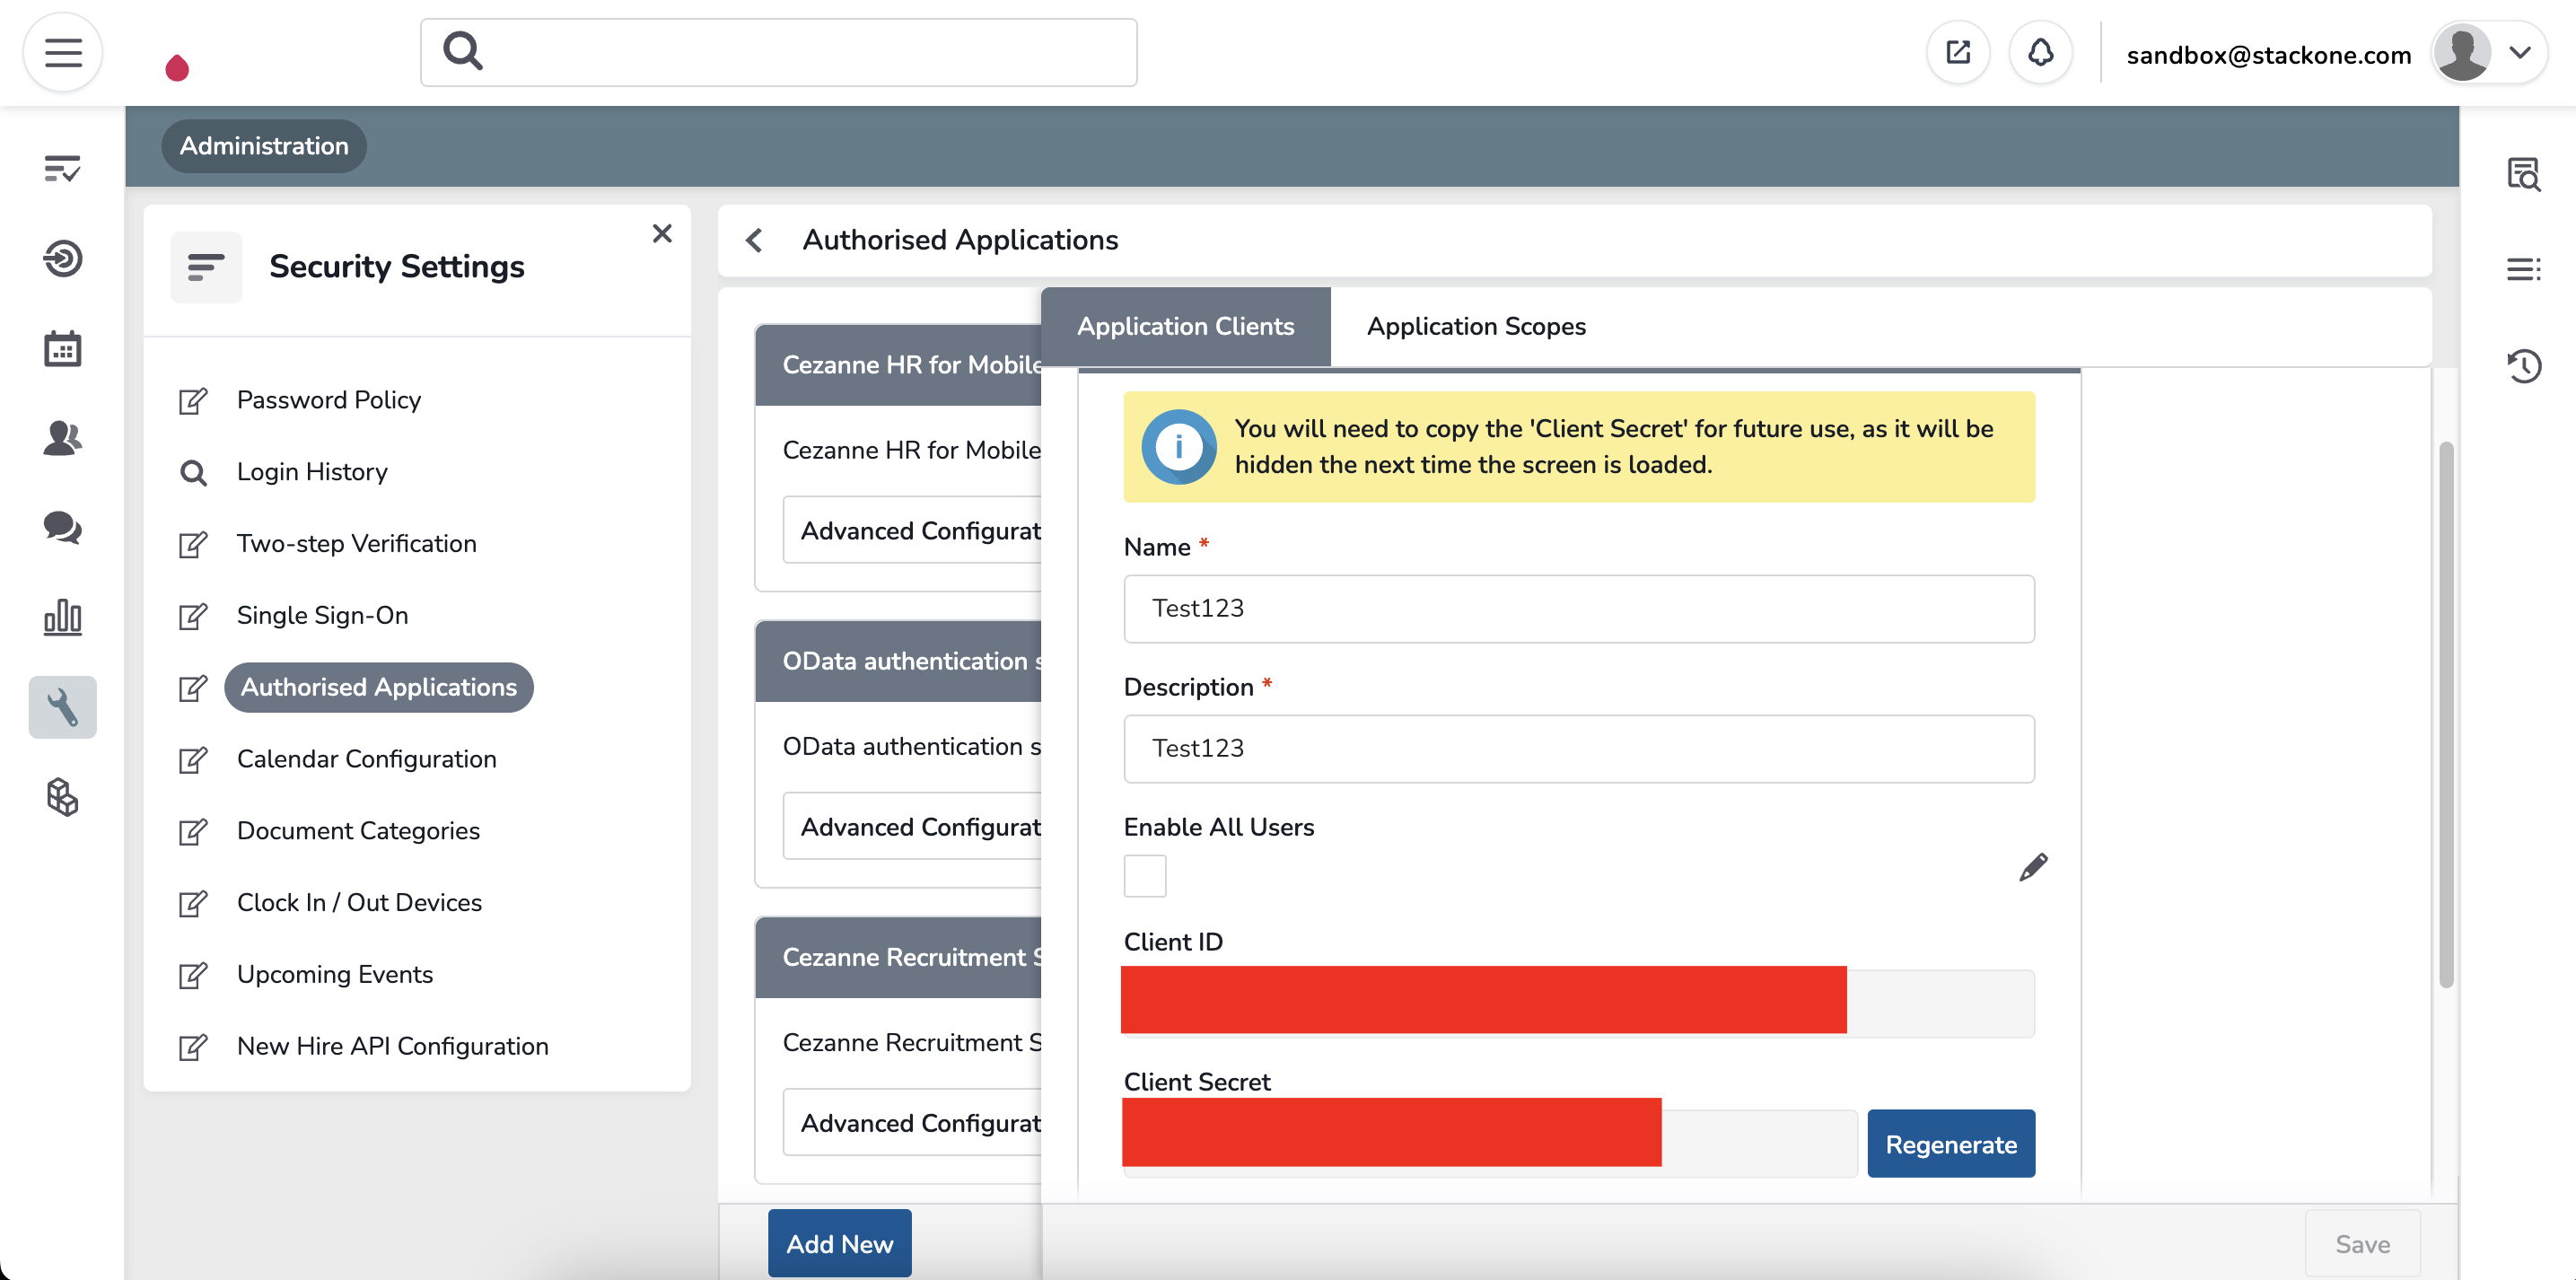 sandbox@stackone.com
Administration
Security Settings
Password Policy
Login History
Two-step Verification
Single Sign-On
Authorised Applications
Calendar Configuration
Document Categories
Clock In / Out Devices
Upcoming Events
New Hire API Configuration
Authorised Applications
Cezanne HR for Mobile
Cezanne HR for Mobile
Advanced Configurat
OData authentication s
OData authentication s
Advanced Configurat
Cezanne Recruitment S
Cezanne Recruitment S
Advanced Configurat
Add New
Application Clients
Application Scopes
You will need to copy the 'Client Secret' for future use, as it will be
hidden the next time the screen is loaded.
Name *
Test123
Description *
Test123
Enable All Users
Client ID
Client Secret
Regenerate
Save